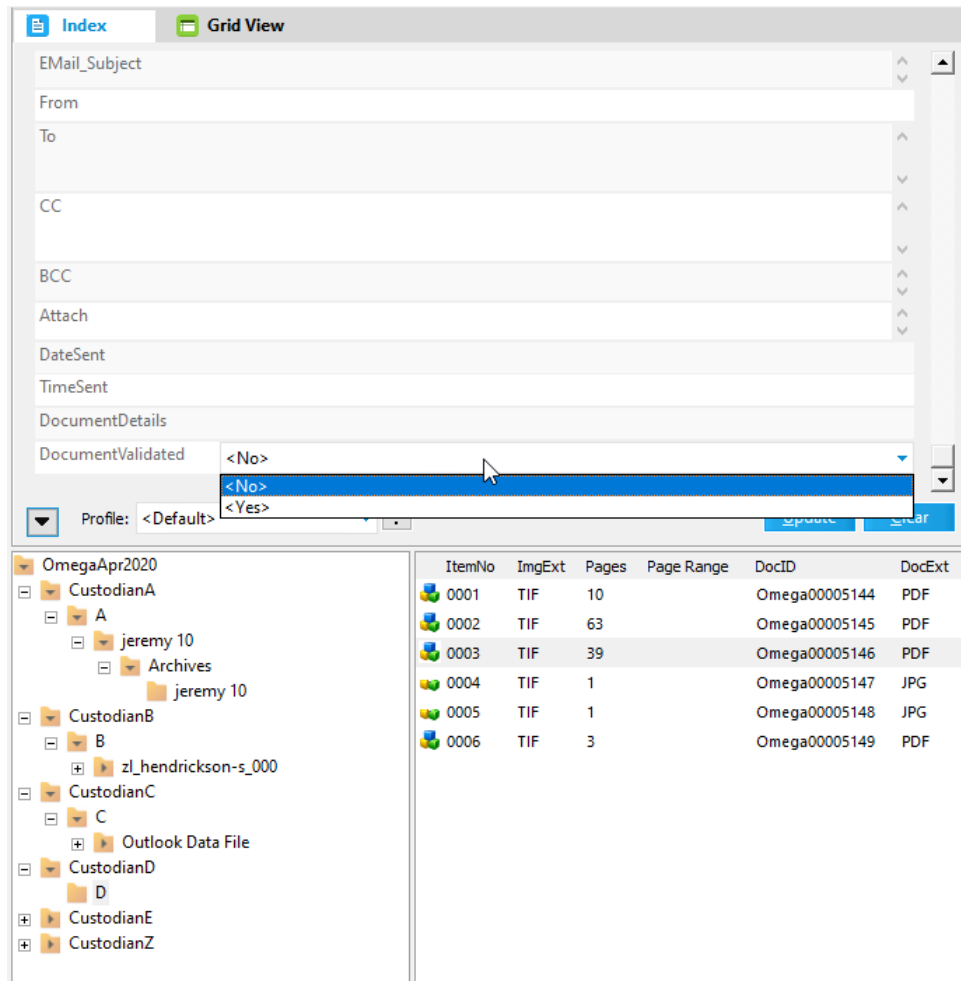 Index Grid View
EMail_Subject
From
To
CC
BCC
Attach
DateSent
TimeSent
DocumentDetails
DocumentValidated <No>
<No>
<Yes>
Profile: <Default> Update Clear
OmegaApr2020
CustodianA
A
jeremy 10
Archives
jeremy 10
CustodianB
B
zl_hendrickson-s_000
CustodianC
C
Outlook Data File
CustodianD
D
CustodianE
CustodianZ
ItemNo ImgExt Pages Page Range DocID DocExt
0001 TIF 10 Omega00005144 PDF
0002 TIF 63 Omega00005145 PDF
0003 TIF 39 Omega00005146 PDF
0004 TIF 1 Omega00005147 JPG
0005 TIF 1 Omega00005148 JPG
0006 TIF 3 Omega00005149 PDF